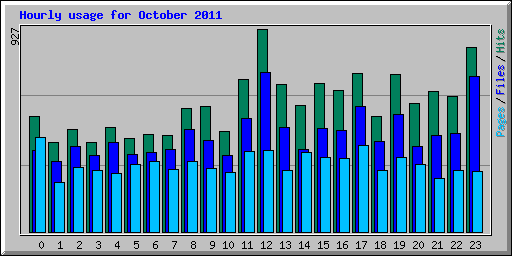 Hourly usage for October 2011
927
Pages / Files / Hits
0 1 2 3 4 5 6 7 8 9 10 11 12 13 14 15 16 17 18 19 20 21 22 23